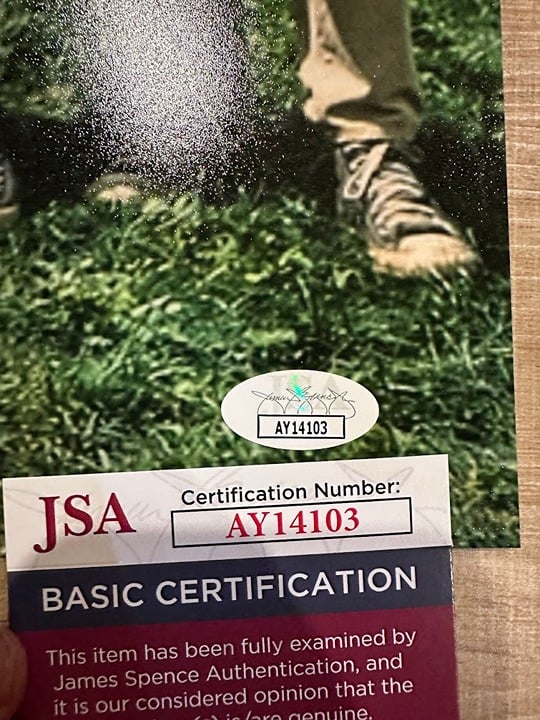 AY14103
JSA
Certification Number:
AY14103
BASIC CERTIFICATION
This item has been fully examined by
James Spence Authentication, and
it is our considered opinion that the
genuine.